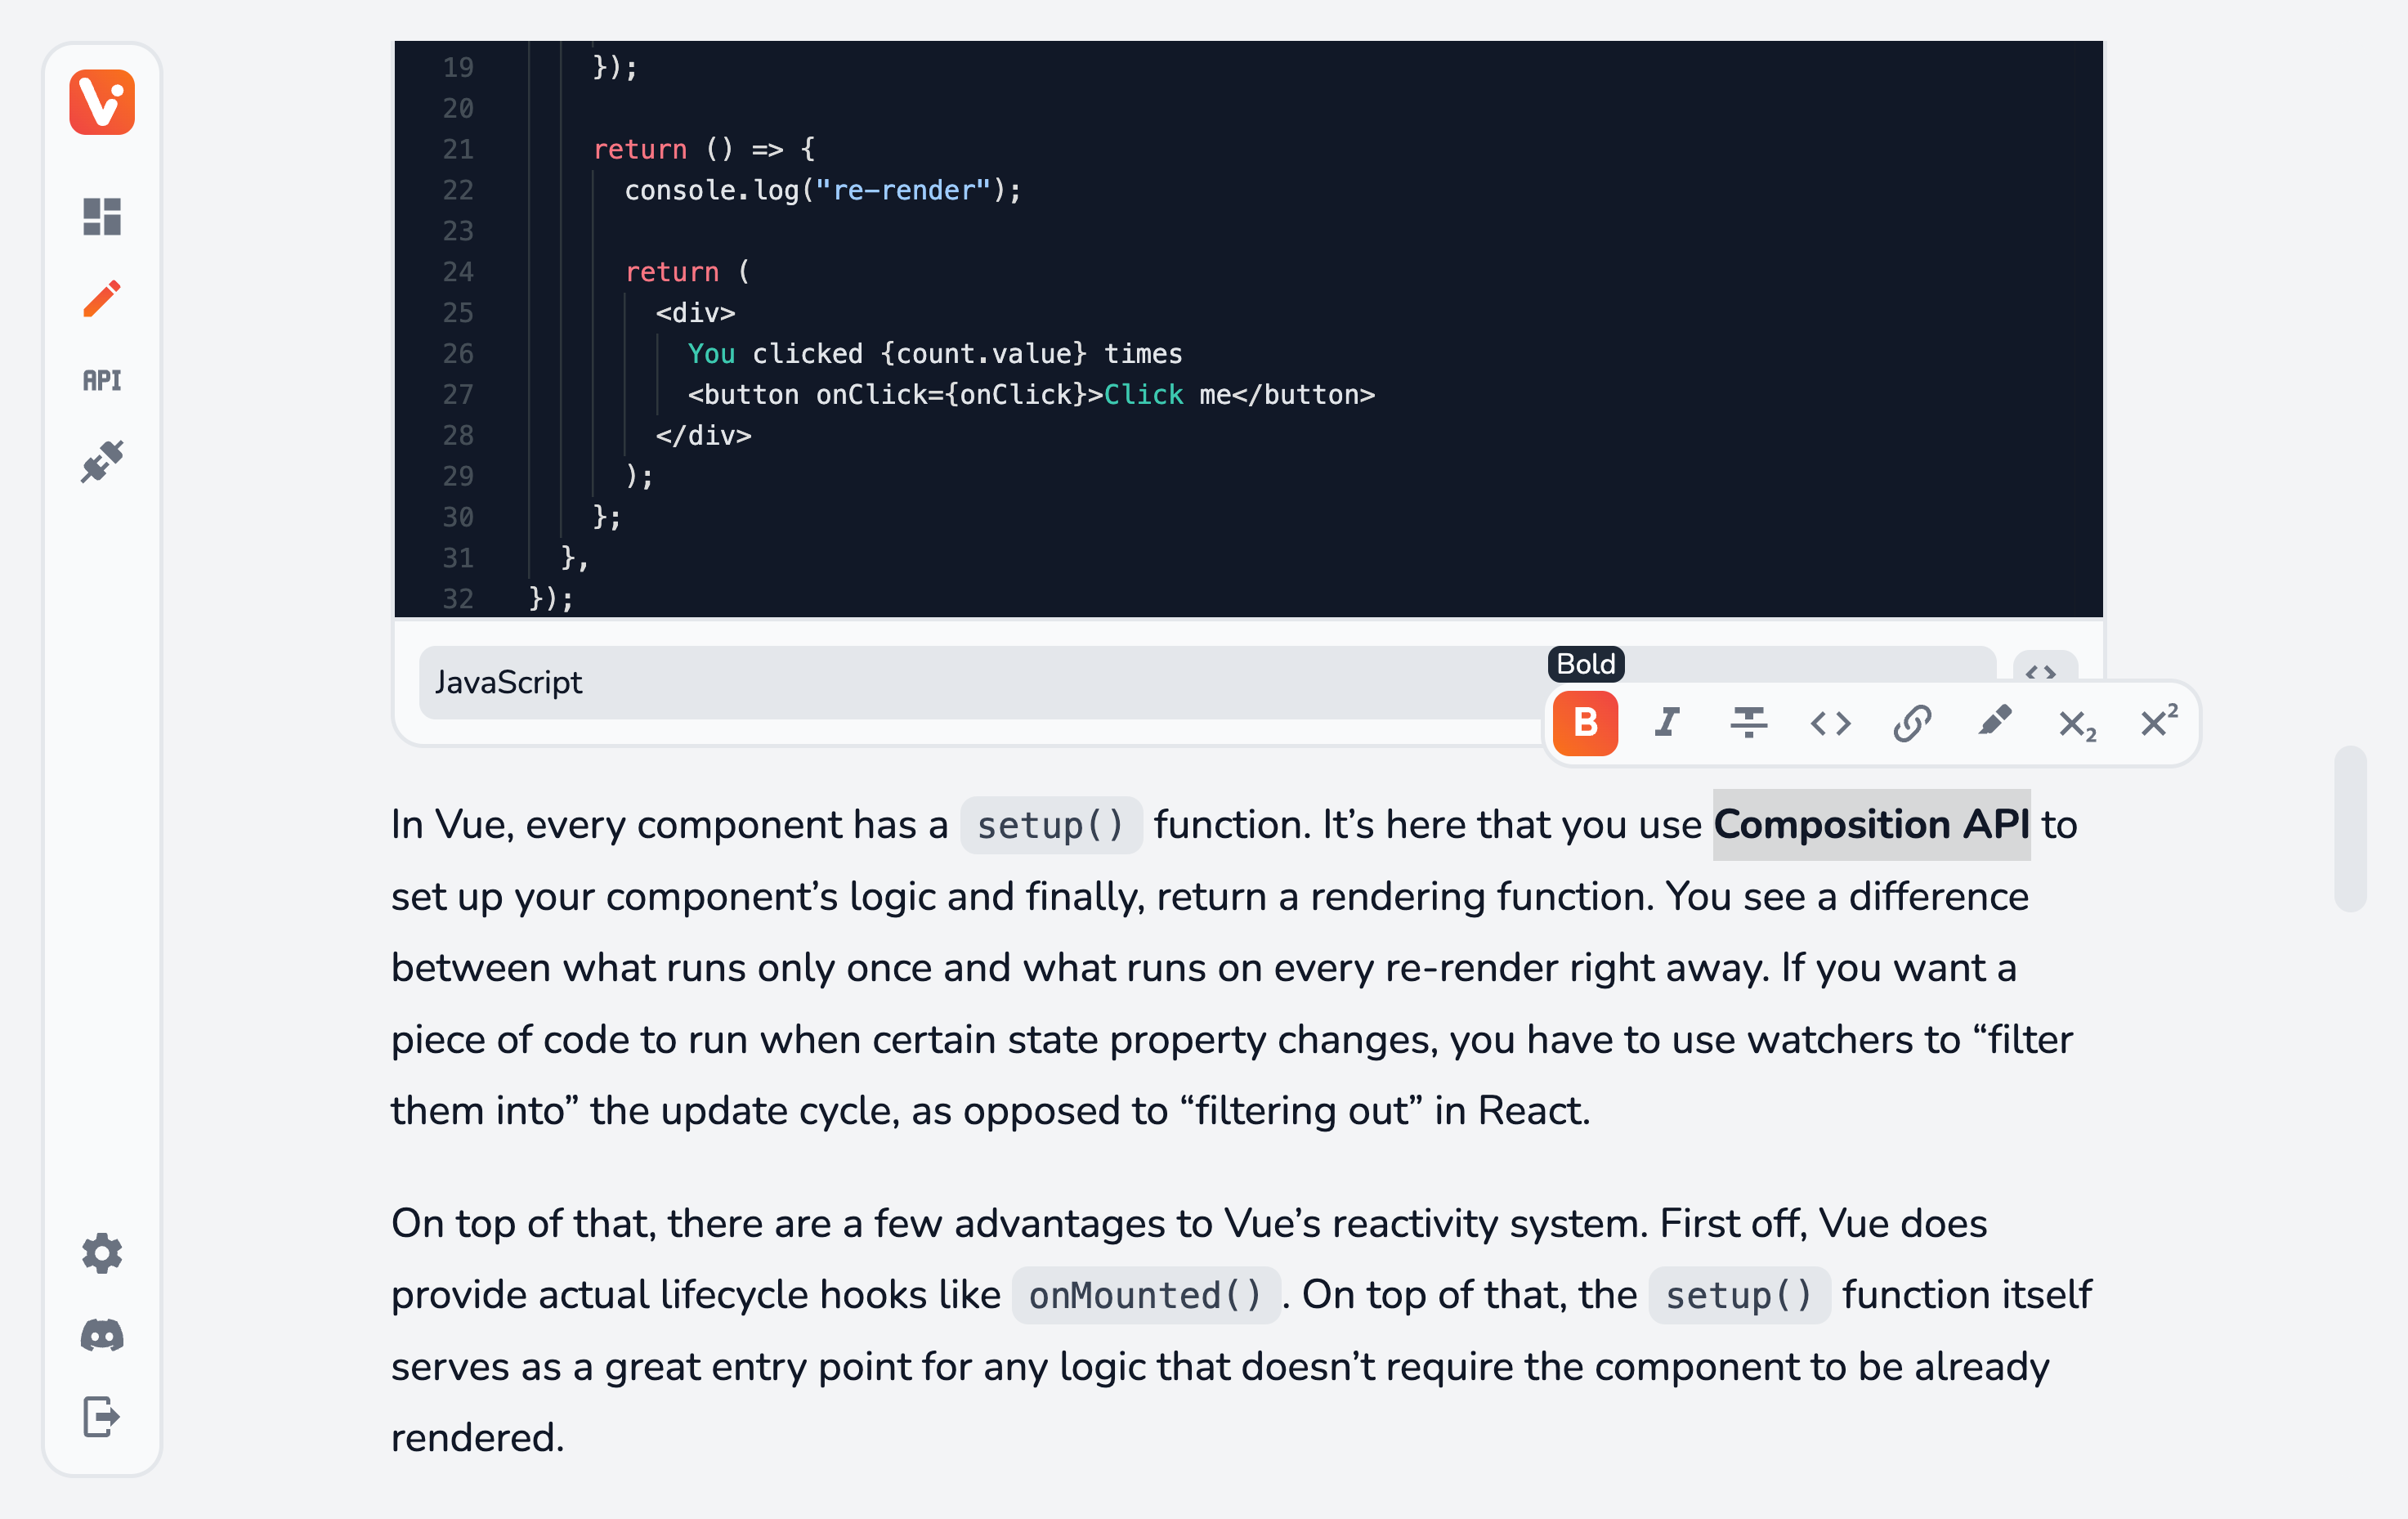 API
19 });
20
21 return () => {
22 console.log("re-render");
23
24 return (
25 <div>
26 You clicked {count.value} times
27 <button onClick={onClick}>Click me</button>
28 </div>
29 );
30 };
31 },
32 });
JavaScript
Bold
B I <> X₂ X²
In Vue, every component has a setup() function. It’s here that you use Composition API to
set up your component’s logic and finally, return a rendering function. You see a difference
between what runs only once and what runs on every re-render right away. If you want a
piece of code to run when certain state property changes, you have to use watchers to “filter
them into” the update cycle, as opposed to “filtering out” in React.
On top of that, there are a few advantages to Vue’s reactivity system. First off, Vue does
provide actual lifecycle hooks like onMounted(). On top of that, the setup() function itself
serves as a great entry point for any logic that doesn’t require the component to be already
rendered.